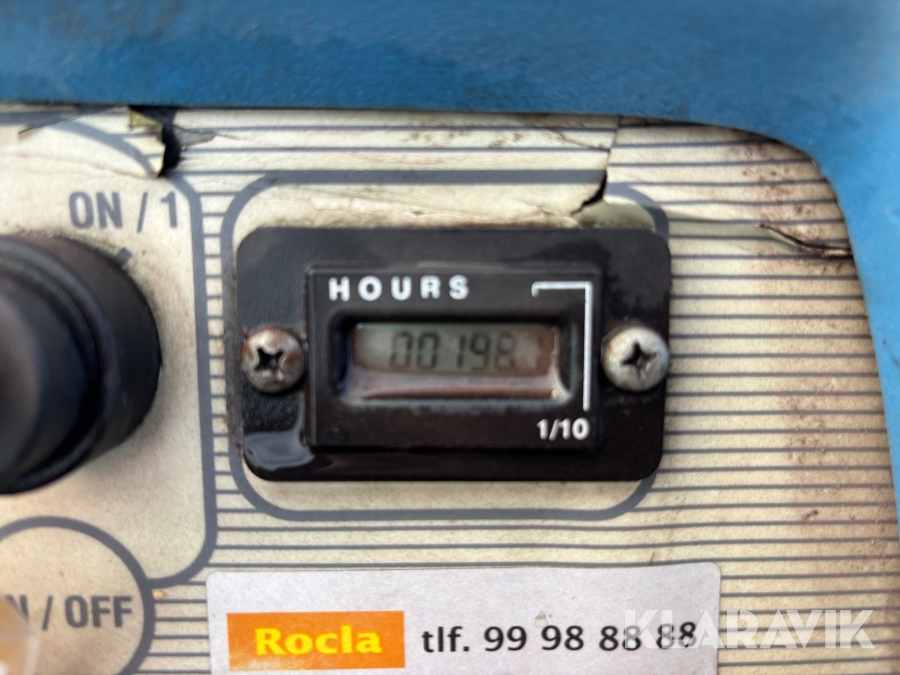 ON / 1
HOURS
00198
1/10
/ OFF
Rocla tlf. 99 98 88 88
KLARAVIK